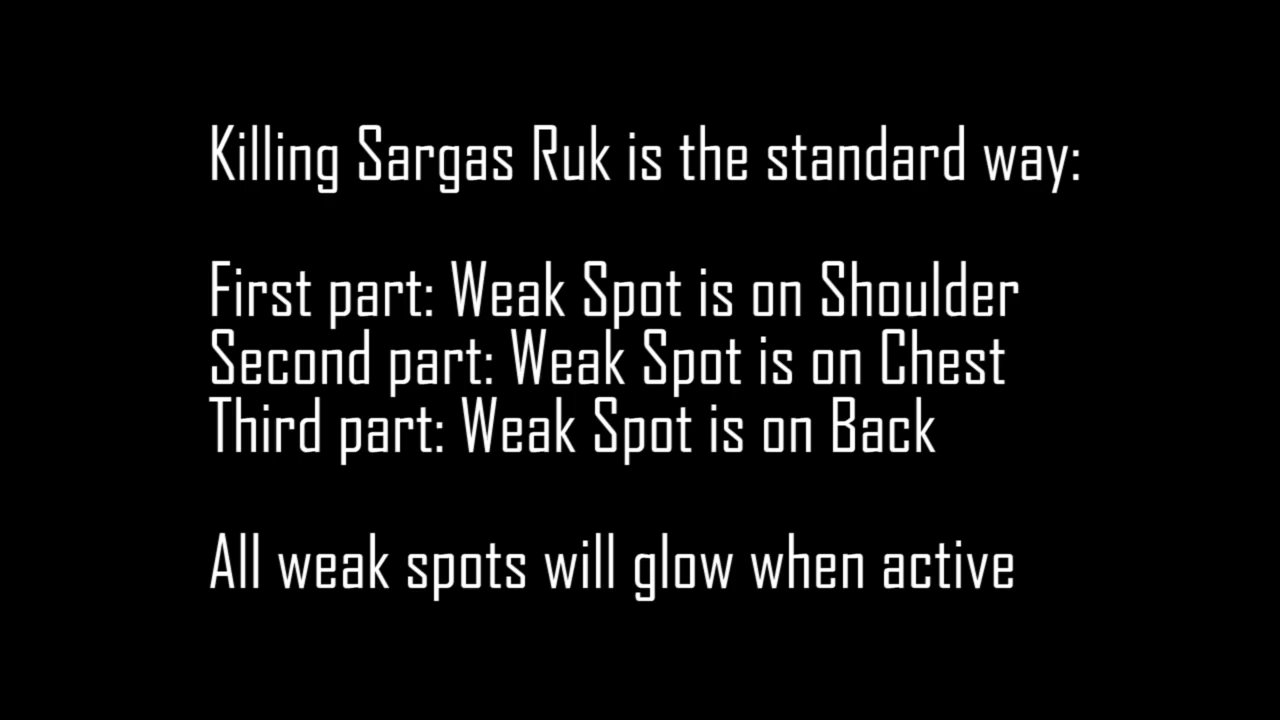 Killing Sargas Ruk is the standard way:
First part: Weak Spot is on Shoulder
Second part: Weak Spot is on Chest
Third part: Weak Spot is on Back
All weak spots will glow when active